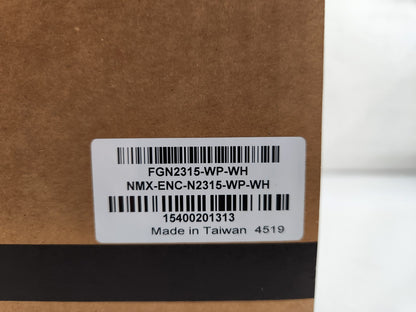 FGN2315-WP-WH
NMX-ENC-N2315-WP-WH
15400201313
Made in Taiwan 4519